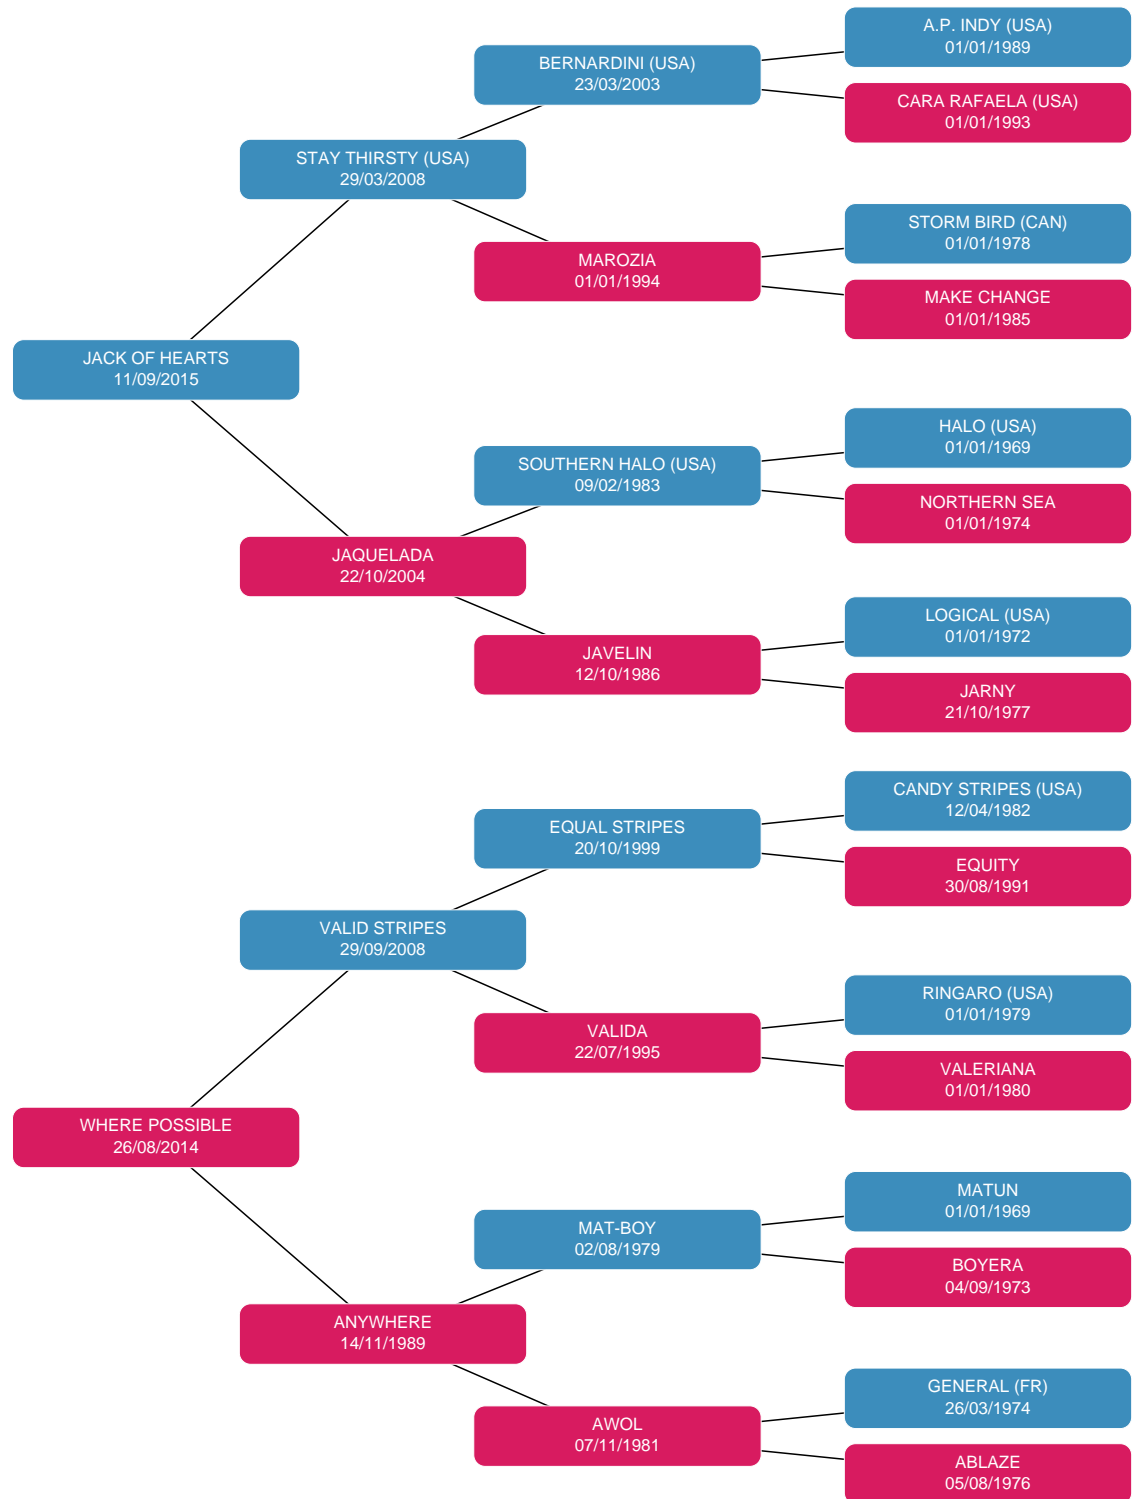 A.P. INDY (USA)
01/01/1989
BERNARDINI (USA)
23/03/2003
CARA RAFAELA (USA)
01/01/1993
STAY THIRSTY (USA)
29/03/2008
STORM BIRD (CAN)
01/01/1978
MAROZIA
01/01/1994
MAKE CHANGE
01/01/1985
JACK OF HEARTS
11/09/2015
HALO (USA)
01/01/1969
SOUTHERN HALO (USA)
09/02/1983
NORTHERN SEA
01/01/1974
JAQUELADA
22/10/2004
LOGICAL (USA)
01/01/1972
JAVELIN
12/10/1986
JARNY
21/10/1977
CANDY STRIPES (USA)
12/04/1982
EQUAL STRIPES
20/10/1999
EQUITY
30/08/1991
VALID STRIPES
29/09/2008
RINGARO (USA)
01/01/1979
VALIDA
22/07/1995
VALERIANA
01/01/1980
WHERE POSSIBLE
26/08/2014
MATUN
01/01/1969
MAT-BOY
02/08/1979
BOYERA
04/09/1973
ANYWHERE
14/11/1989
GENERAL (FR)
26/03/1974
AWOL
07/11/1981
ABLAZE
05/08/1976